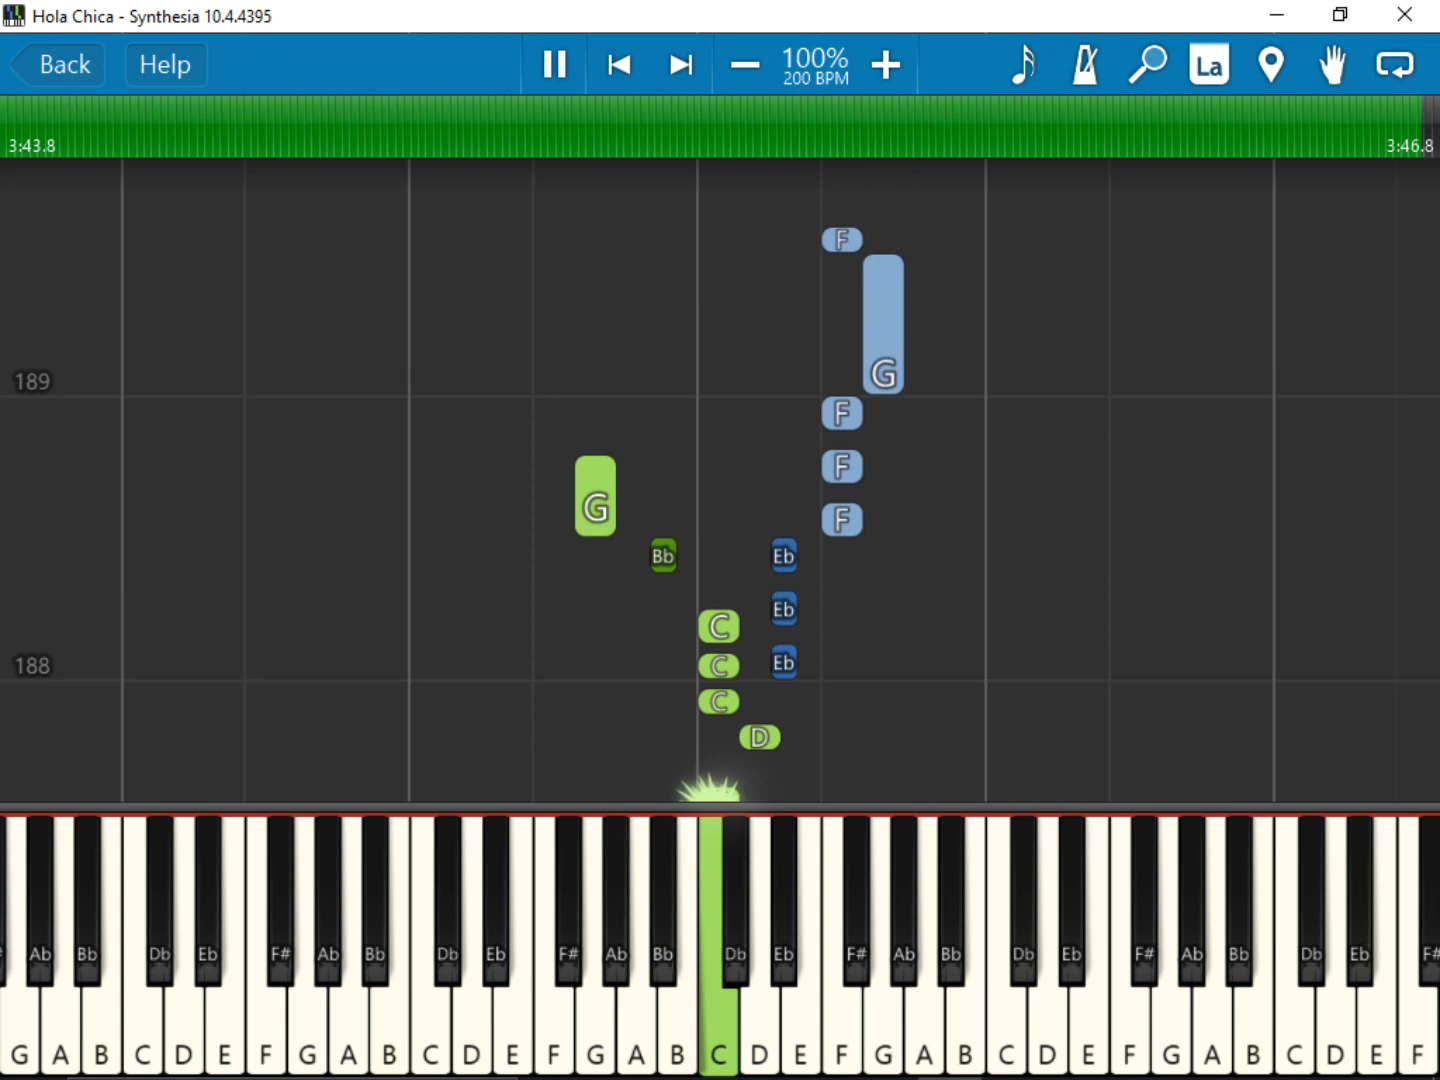 Hola Chica - Synthesia 10.4.4395
Back Help 100% La
200 BPM
3:43.8 3:46.8
F
G
189
F
F
G
F
Bb Eb
C Eb
188 C Eb
C
D
Ab Bb Db Eb F# Ab Bb Db Eb F# Ab Bb Db Eb F# Ab Bb Db Eb F# Ab Bb Db Eb F#
G A B C D E F G A B C D E F G A B C D E F G A B C D E F G A B C D E F